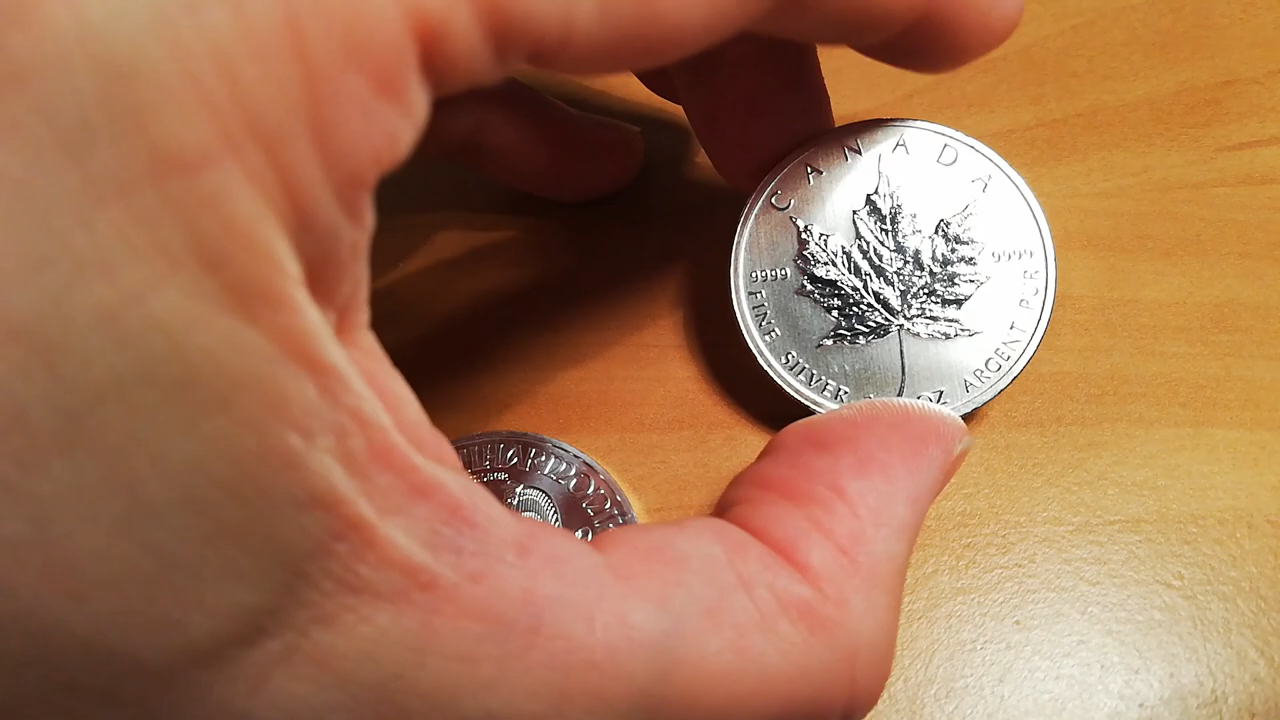 CANADA
9999
9999
FINE SILVER
OZ ARGENT PUR